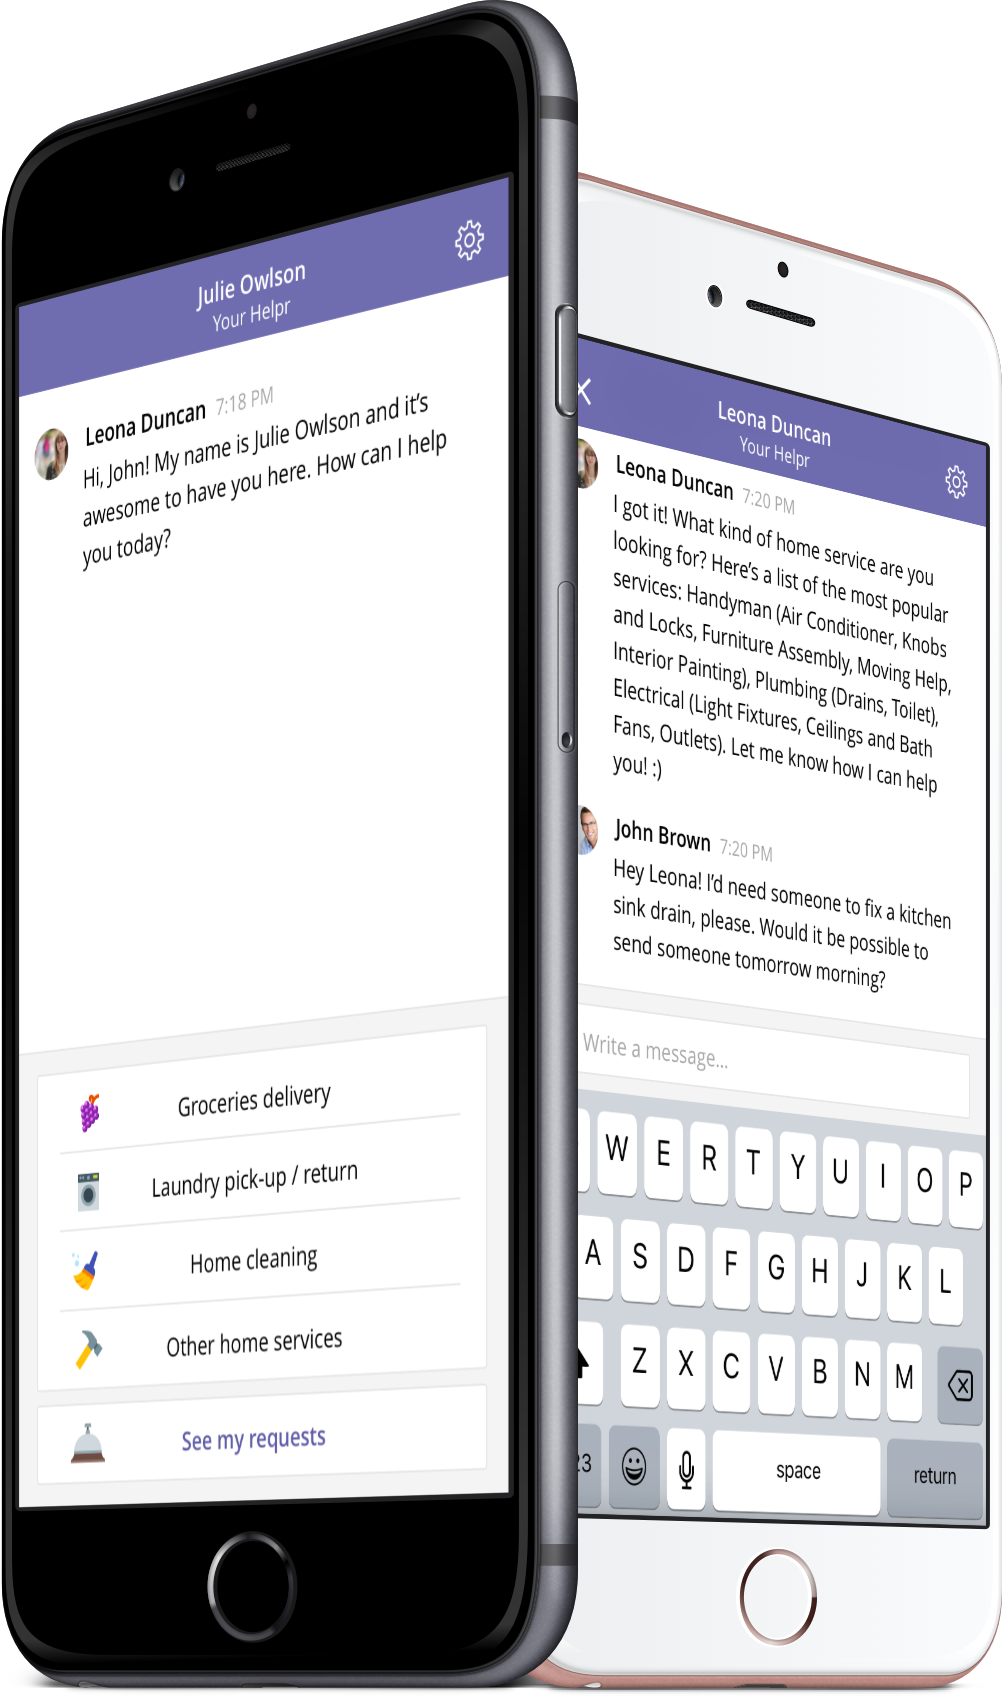 Julie Owlson
Your Helpr
Leona Duncan 7:18 PM
Hi, John! My name is Julie Owlson and it's
awesome to have you here. How can I help
you today?
Groceries delivery
Laundry pick-up / return
Home cleaning
Other home services
See my requests
Leona Duncan
Your Helpr
Leona Duncan 7:20 PM
I got it! What kind of home service are you
looking for? Here's a list of the most popular
services: Handyman (Air Conditioner, Knobs
and Locks, Furniture Assembly, Moving Help,
Interior Painting), Plumbing (Drains, Toilet),
Electrical (Light Fixtures, Ceilings and Bath
Fans, Outlets). Let me know how I can help
you! :)
John Brown 7:20 PM
Hey Leona! I'd need someone to fix a kitchen
sink drain, please. Would it be possible to
send someone tomorrow morning?
Write a message...
W E R T Y U I O P
A S D F G H J K L
Z X C V B N M
23 space return